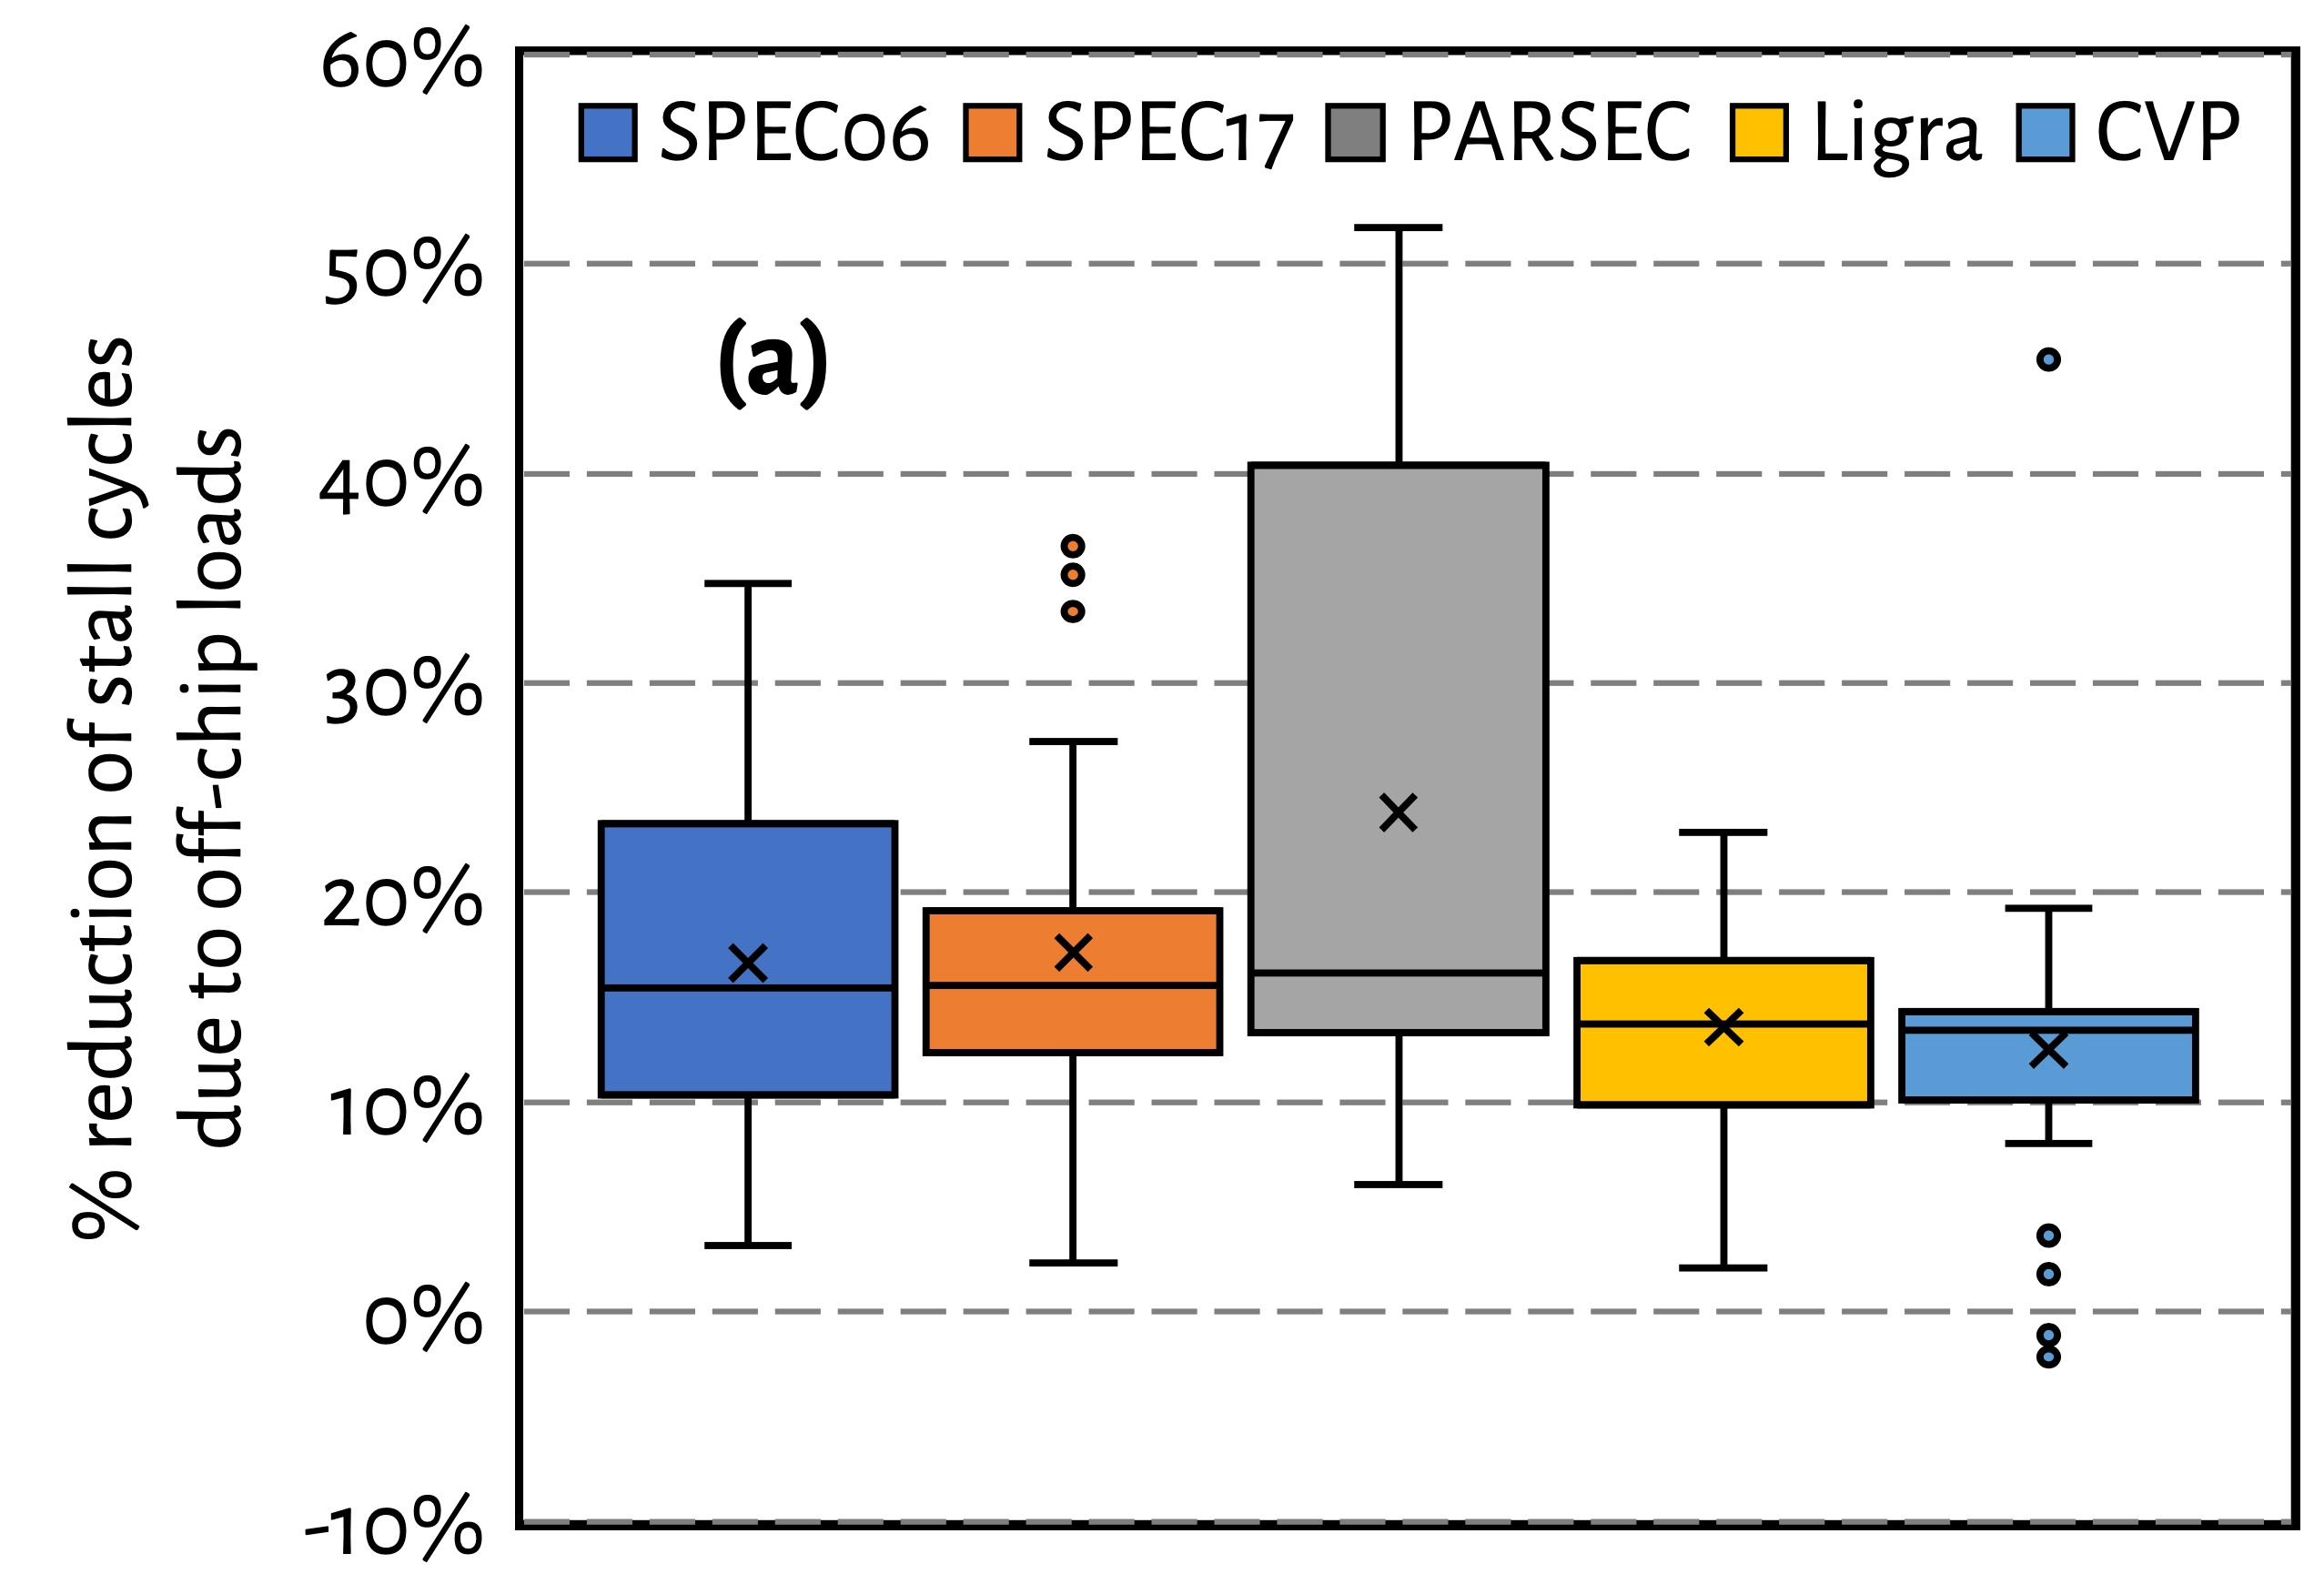 % reduction of stall cycles
due to off-chip loads
60%
50%
40%
30%
20%
10%
0%
-10%
SPEC06 SPEC17 PARSEC Ligra CVP
(a)